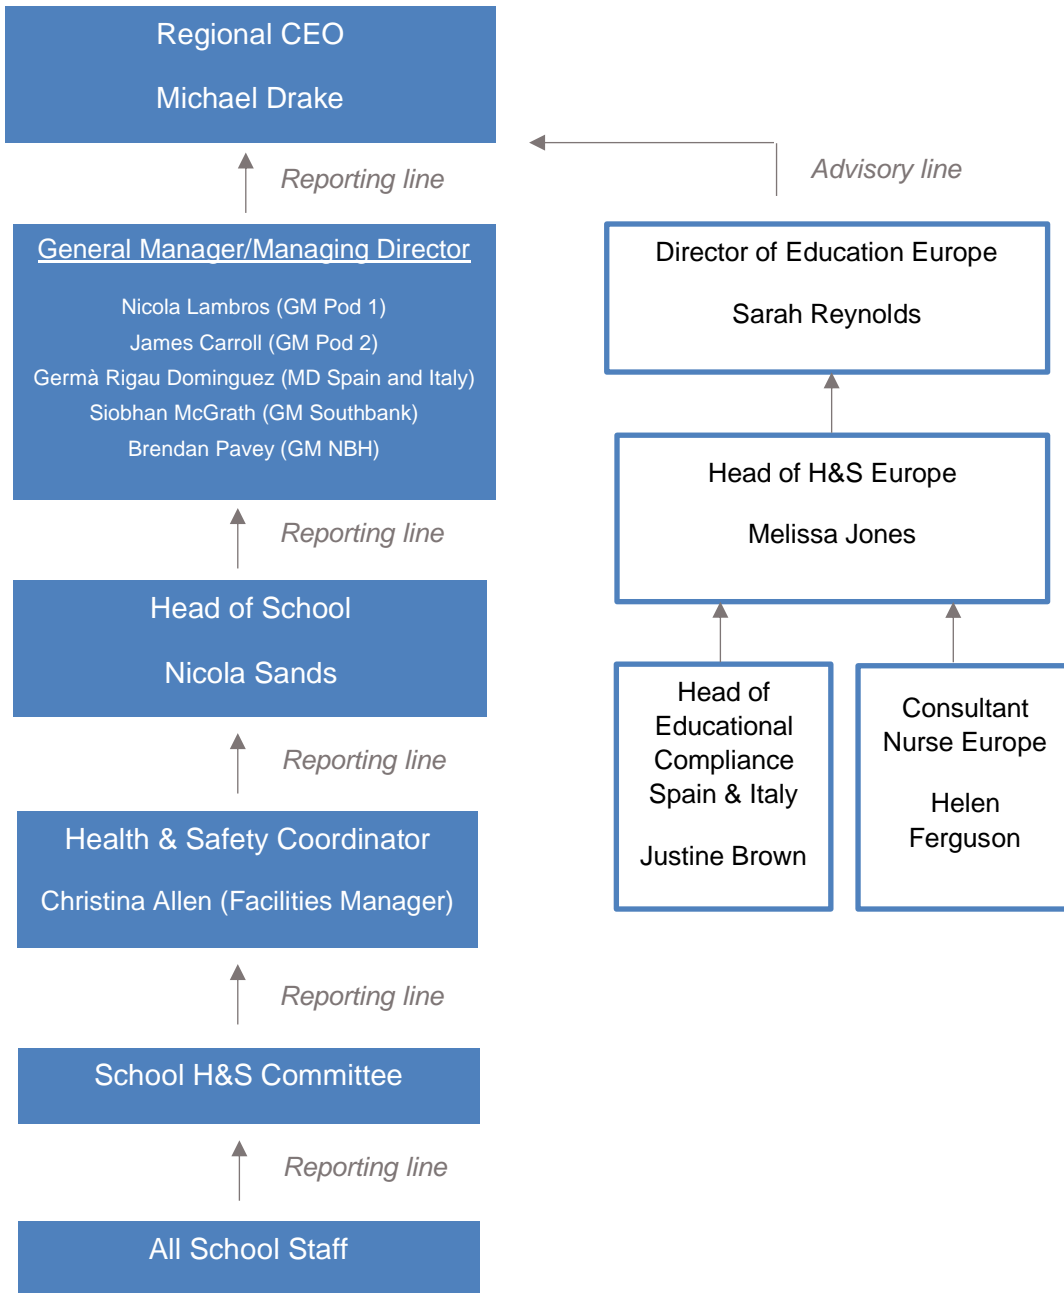 Regional CEO
Michael Drake
Reporting line
General Manager/Managing Director
Nicola Lambros (GM Pod 1)
James Carroll (GM Pod 2)
Germà Rigau Dominguez (MD Spain and Italy)
Siobhan McGrath (GM Southbank)
Brendan Pavey (GM NBH)
Reporting line
Head of School
Nicola Sands
Reporting line
Health & Safety Coordinator
Christina Allen (Facilities Manager)
Reporting line
School H&S Committee
Reporting line
All School Staff
Advisory line
Director of Education Europe
Sarah Reynolds
Head of H&S Europe
Melissa Jones
Head of
Educational
Compliance
Spain & Italy
Justine Brown
Consultant
Nurse Europe
Helen
Ferguson